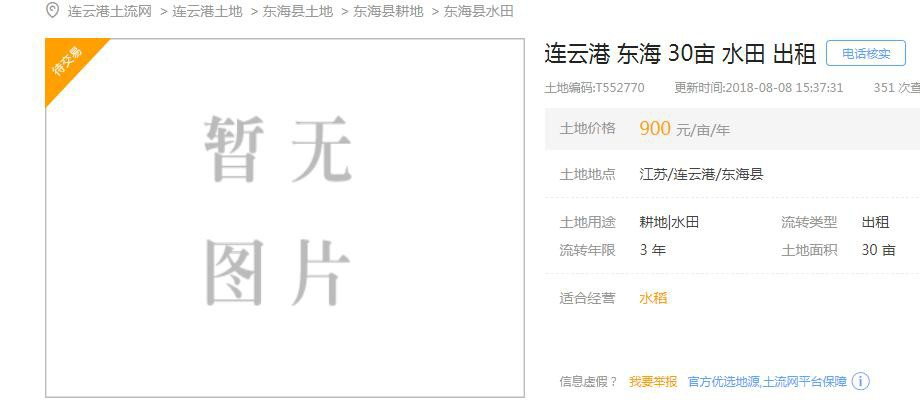 连云港土流网 > 连云港土地 > 东海县土地 > 东海县耕地 > 东海县水田
待交易
暂无
图片
连云港 东海 30亩 水田 出租 电话核实
土地编码:T552770 更新时间:2018-08-08 15:37:31 351 次查
土地价格 900 元/亩/年
土地地点 江苏/连云港/东海县
土地用途 耕地|水田 流转类型 出租
流转年限 3 年 土地面积 30 亩
适合经营 水稻
信息虚假？ 我要举报 官方优选地源,土流网平台保障 i